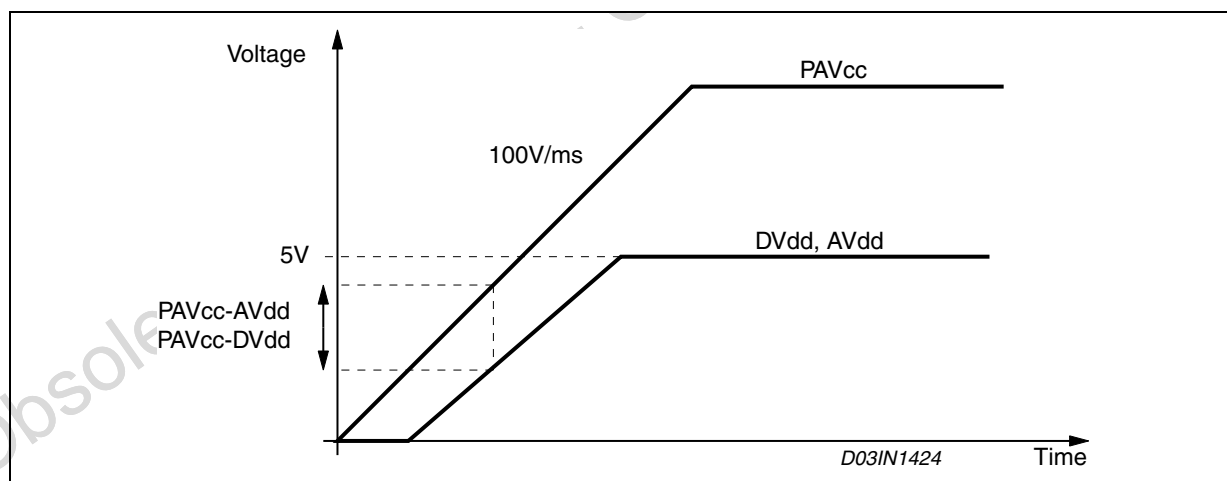 Voltage
PAVcc
100V/ms
DVdd, AVdd
5V
PAVcc-AVdd
PAVcc-DVdd
D03IN1424
Time